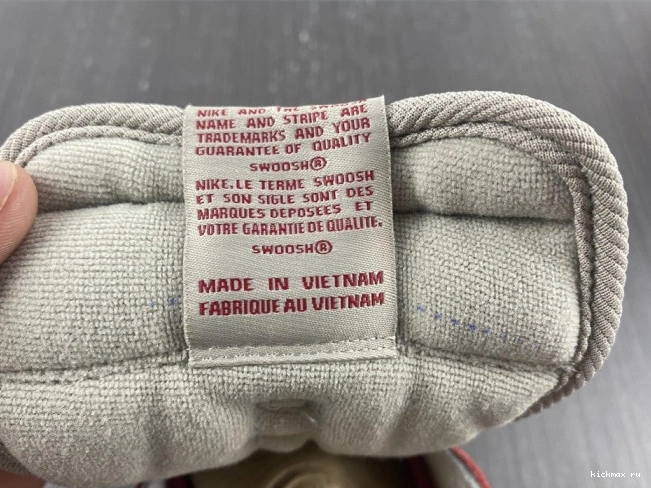 NIKE AND THE SWOOSH
NAME AND STRIPE ARE
TRADEMARKS AND YOUR
GUARANTEE OF QUALITY
SWOOSH®
NIKE.LE TERME SWOOSH
ET SON SIGLE SONT DES
MARQUES DEPOSEES ET
VOTRE GARANTIE DE QUALITE.
SWOOSH®
MADE IN VIETNAM
FABRIQUE AU VIETNAM
kickmax ru